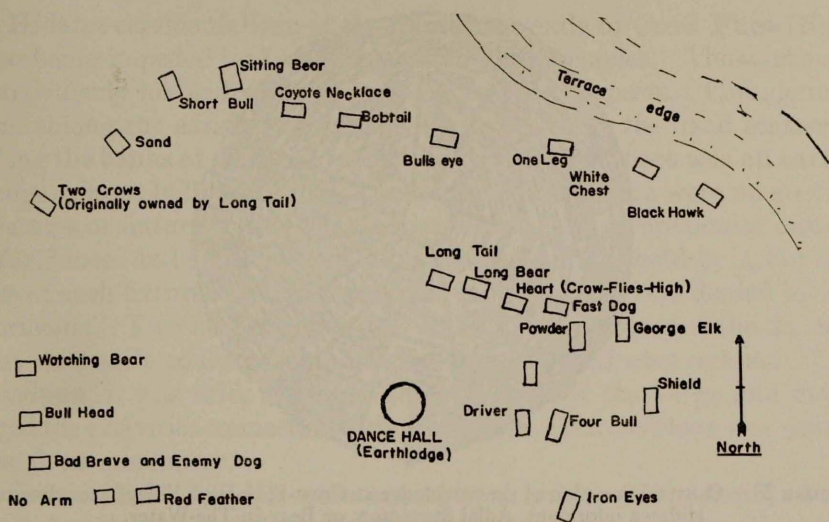 Sitting Bear
Short Bull
Coyote Necklace
Bobtail
Sand
Bulls eye
One Leg
White
Chest
Black Hawk
Terrace
edge
Two Crows
(Originally owned by Long Tail)
Long Tail
Long Bear
Heart (Crow-Flies-High)
Fast Dog
Powder
George Elk
Watching Bear
Bull Head
Bad Brave and Enemy Dog
No Arm
Red Feather
DANCE HALL
(Earthlodge)
Driver
Four Bull
Shield
Iron Eyes
North